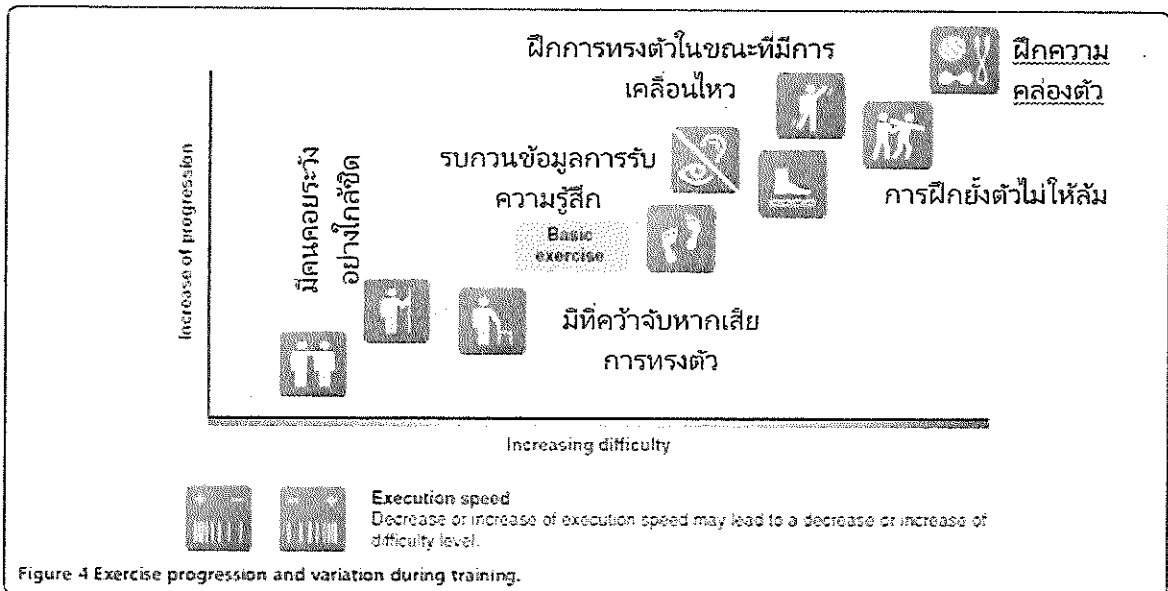 ฝึกการทรงตัวในขณะที่มีการ
เคลื่อนไหว
ฝึกความ
คล่องตัว
รบกวนข้อมูลการรับ
ความรู้สึก
การฝึกยั้งตัวไม่ให้ล้ม
มีคนคอยระวัง
อย่างใกล้ชิด
Basic
exercise
มีที่คว้าจับหากเสีย
การทรงตัว
Increase of progression
Increasing difficulty
Execution speed
Decrease or increase of execution speed may lead to a decrease or increase of
difficulty level.
Figure 4 Exercise progression and variation during training.